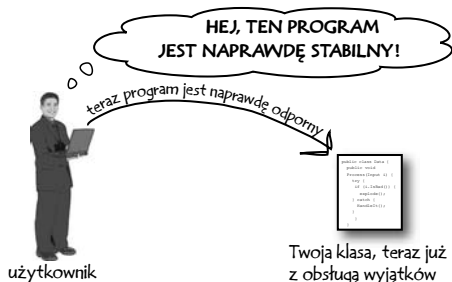 HEJ, TEN PROGRAM
JEST NAPRAWDĘ STABILNY!
teraz program jest naprawdę odporny
public class Data {
public void
Process(Input i) {
try {
if (i.IsBad()) {
explode();
} catch {
HandleIt();
}
}
użytkownik
Twoja klasa, teraz już
z obsługą wyjątków